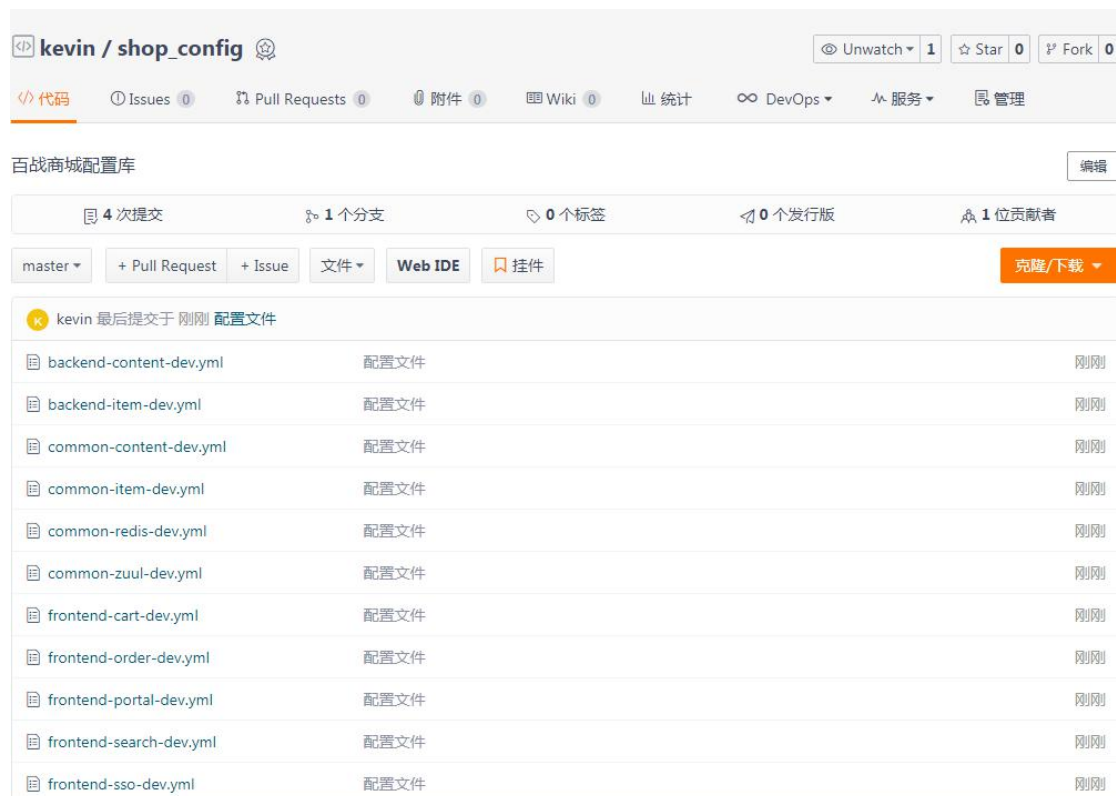 kevin / shop_config
Unwatch 1 Star 0 Fork 0
代码 Issues 0 Pull Requests 0 附件 0 Wiki 0 统计 DevOps 服务 管理
百战商城配置库 编辑
4 次提交 1 个分支 0 个标签 0 个发行版 1 位贡献者
master + Pull Request + Issue 文件 Web IDE 挂件 克隆/下载
K kevin 最后提交于 刚刚 配置文件
backend-content-dev.yml 配置文件 刚刚
backend-item-dev.yml 配置文件 刚刚
common-content-dev.yml 配置文件 刚刚
common-item-dev.yml 配置文件 刚刚
common-redis-dev.yml 配置文件 刚刚
common-zuul-dev.yml 配置文件 刚刚
frontend-cart-dev.yml 配置文件 刚刚
frontend-order-dev.yml 配置文件 刚刚
frontend-portal-dev.yml 配置文件 刚刚
frontend-search-dev.yml 配置文件 刚刚
frontend-sso-dev.yml 配置文件 刚刚